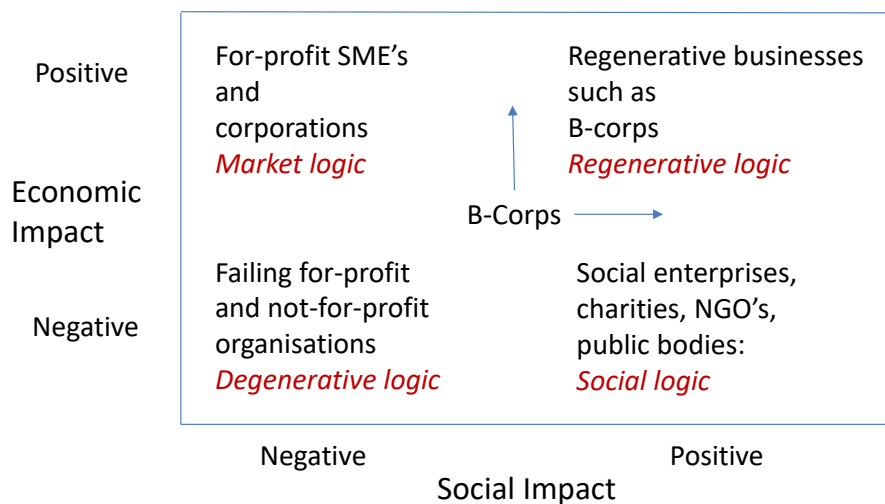 Positive
For-profit SME's
and
corporations
Market logic
Regenerative businesses
such as
B-corps
Regenerative logic
Economic
Impact
B-Corps
Negative
Failing for-profit
and not-for-profit
organisations
Degenerative logic
Social enterprises,
charities, NGO's,
public bodies:
Social logic
Negative
Positive
Social Impact